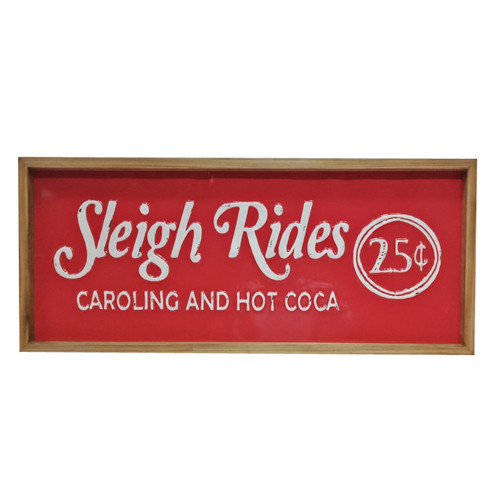 Sleigh Rides
25¢
CAROLING AND HOT COCA